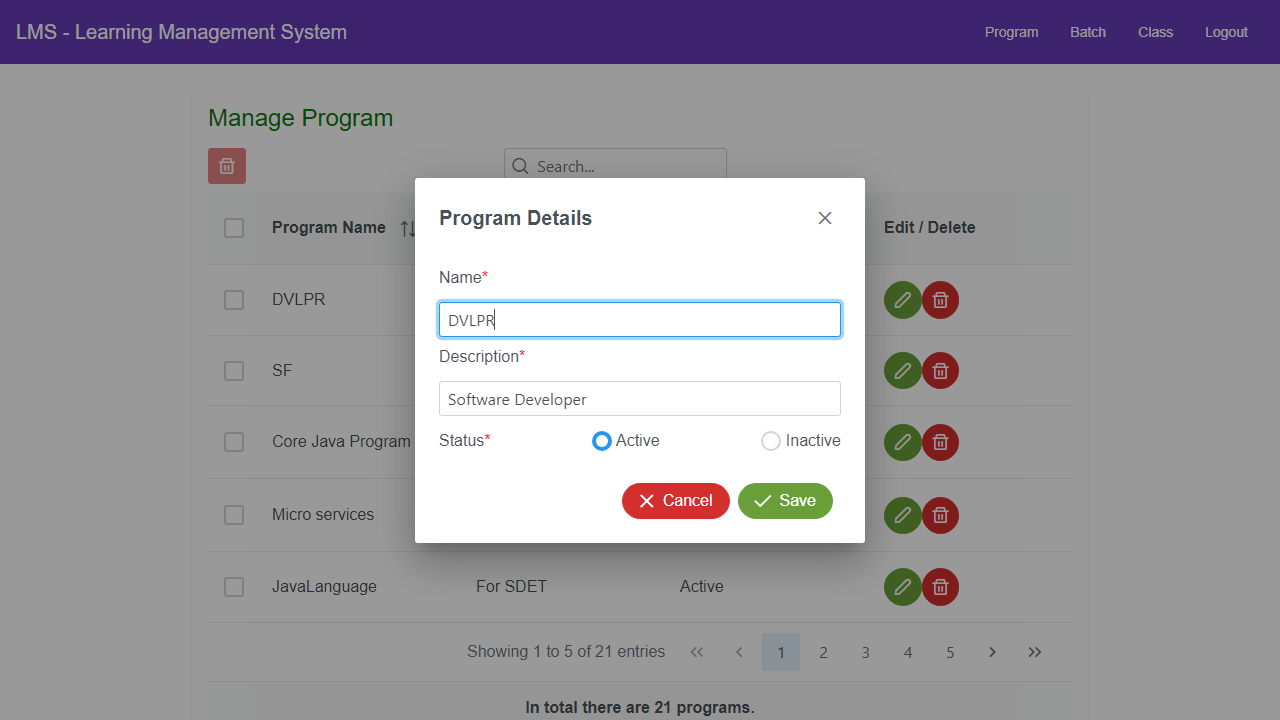 LMS - Learning Management System
Program Batch Class Logout
Manage Program
Search...
Program Name Edit / Delete
DVLPR
SF
Core Java Program
Micro services
JavaLanguage For SDET Active
Program Details
Name*
DVLPR
Description*
Software Developer
Status* Active Inactive
Cancel Save
Showing 1 to 5 of 21 entries 1 2 3 4 5
In total there are 21 programs.